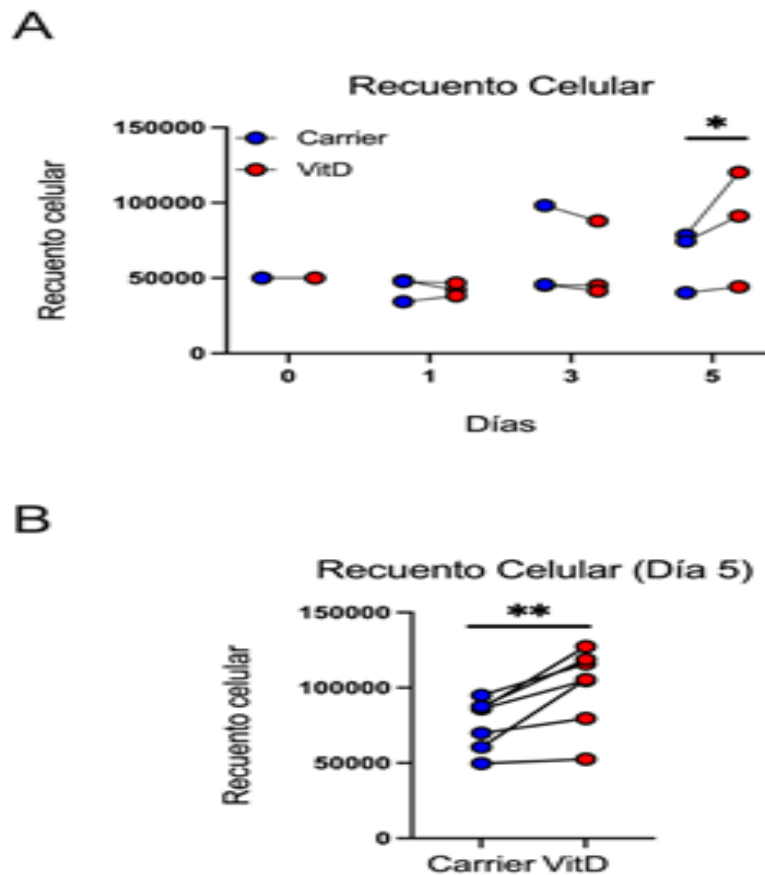 A
Recuento Celular
150000
100000
50000
0
Recuento celular
Carrier
VitD
*
0 1 3 5
Días
B
Recuento Celular (Día 5)
150000
100000
50000
0
Recuento celular
**
Carrier VitD